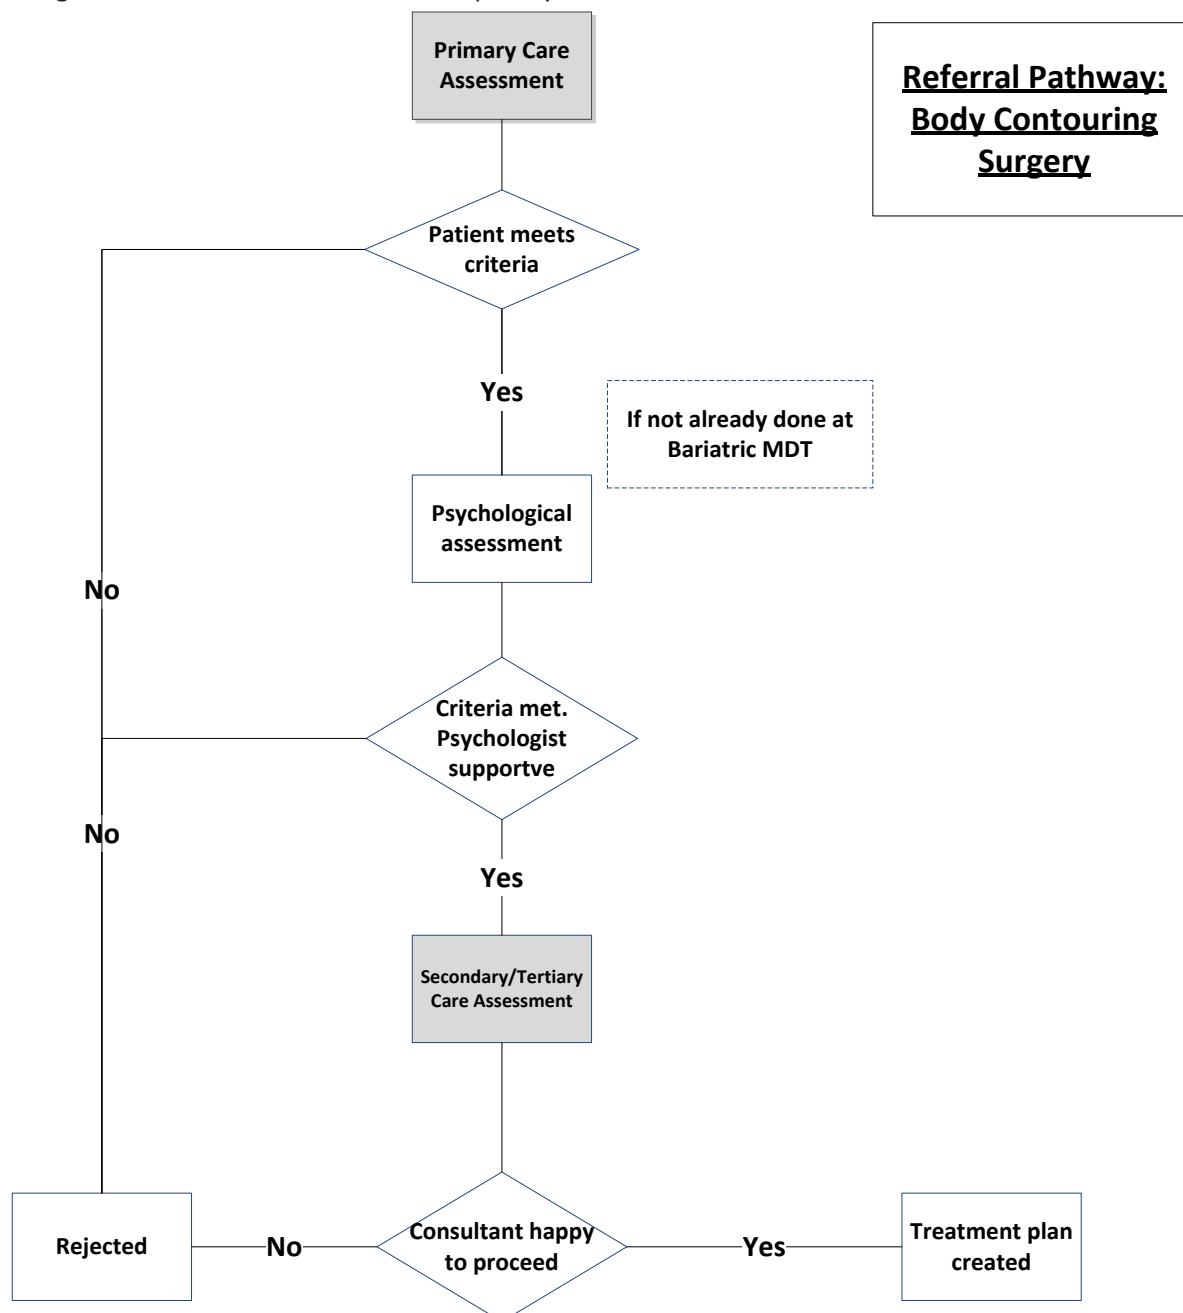 Primary Care
Assessment
Referral Pathway:
Body Contouring
Surgery
Patient meets
criteria
Yes
If not already done at
Bariatric MDT
Psychological
assessment
No
Criteria met.
Psychologist
supportve
No
Yes
Secondary/Tertiary
Care Assessment
Rejected
No
Consultant happy
to proceed
Yes
Treatment plan
created